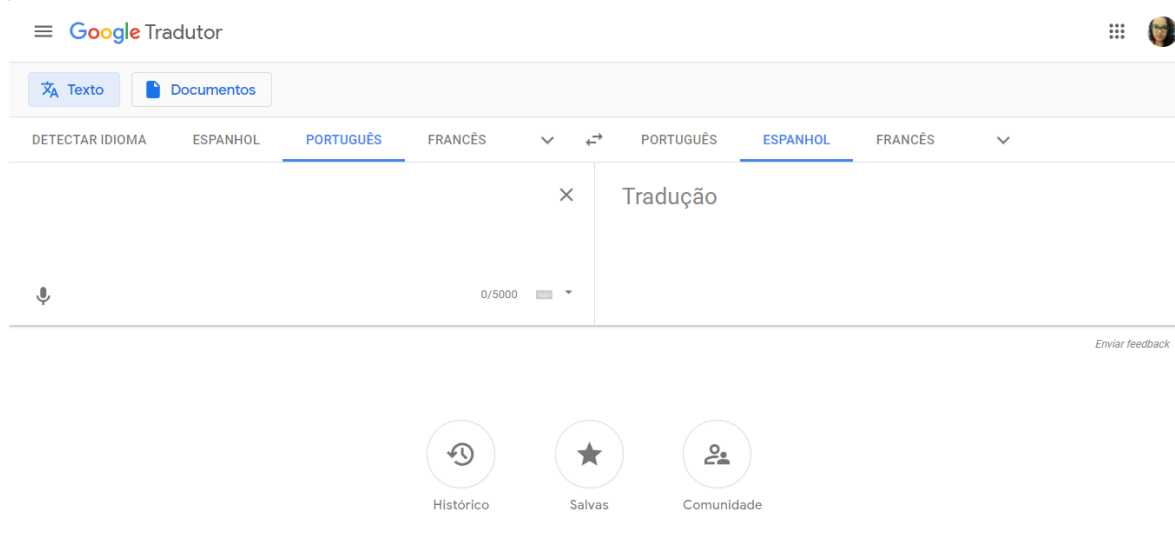 Google Tradutor
Texto Documentos
DETECTAR IDIOMA ESPANHOL PORTUGUÊS FRANCÊS PORTUGUÊS ESPANHOL FRANCÊS
Tradução
0/5000
Enviar feedback
Histórico Salvas Comunidade